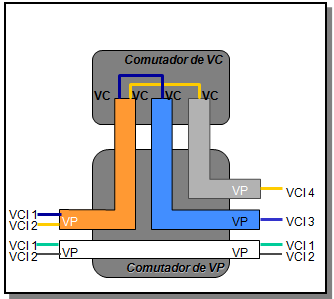 Comutador de VC
VC VC VC VC
VP VCI 4
VCI 1
VCI 2 VP VP VCI 3
VCI 1 VCI 1
VCI 2 VP VP VCI 2
Comutador de VP